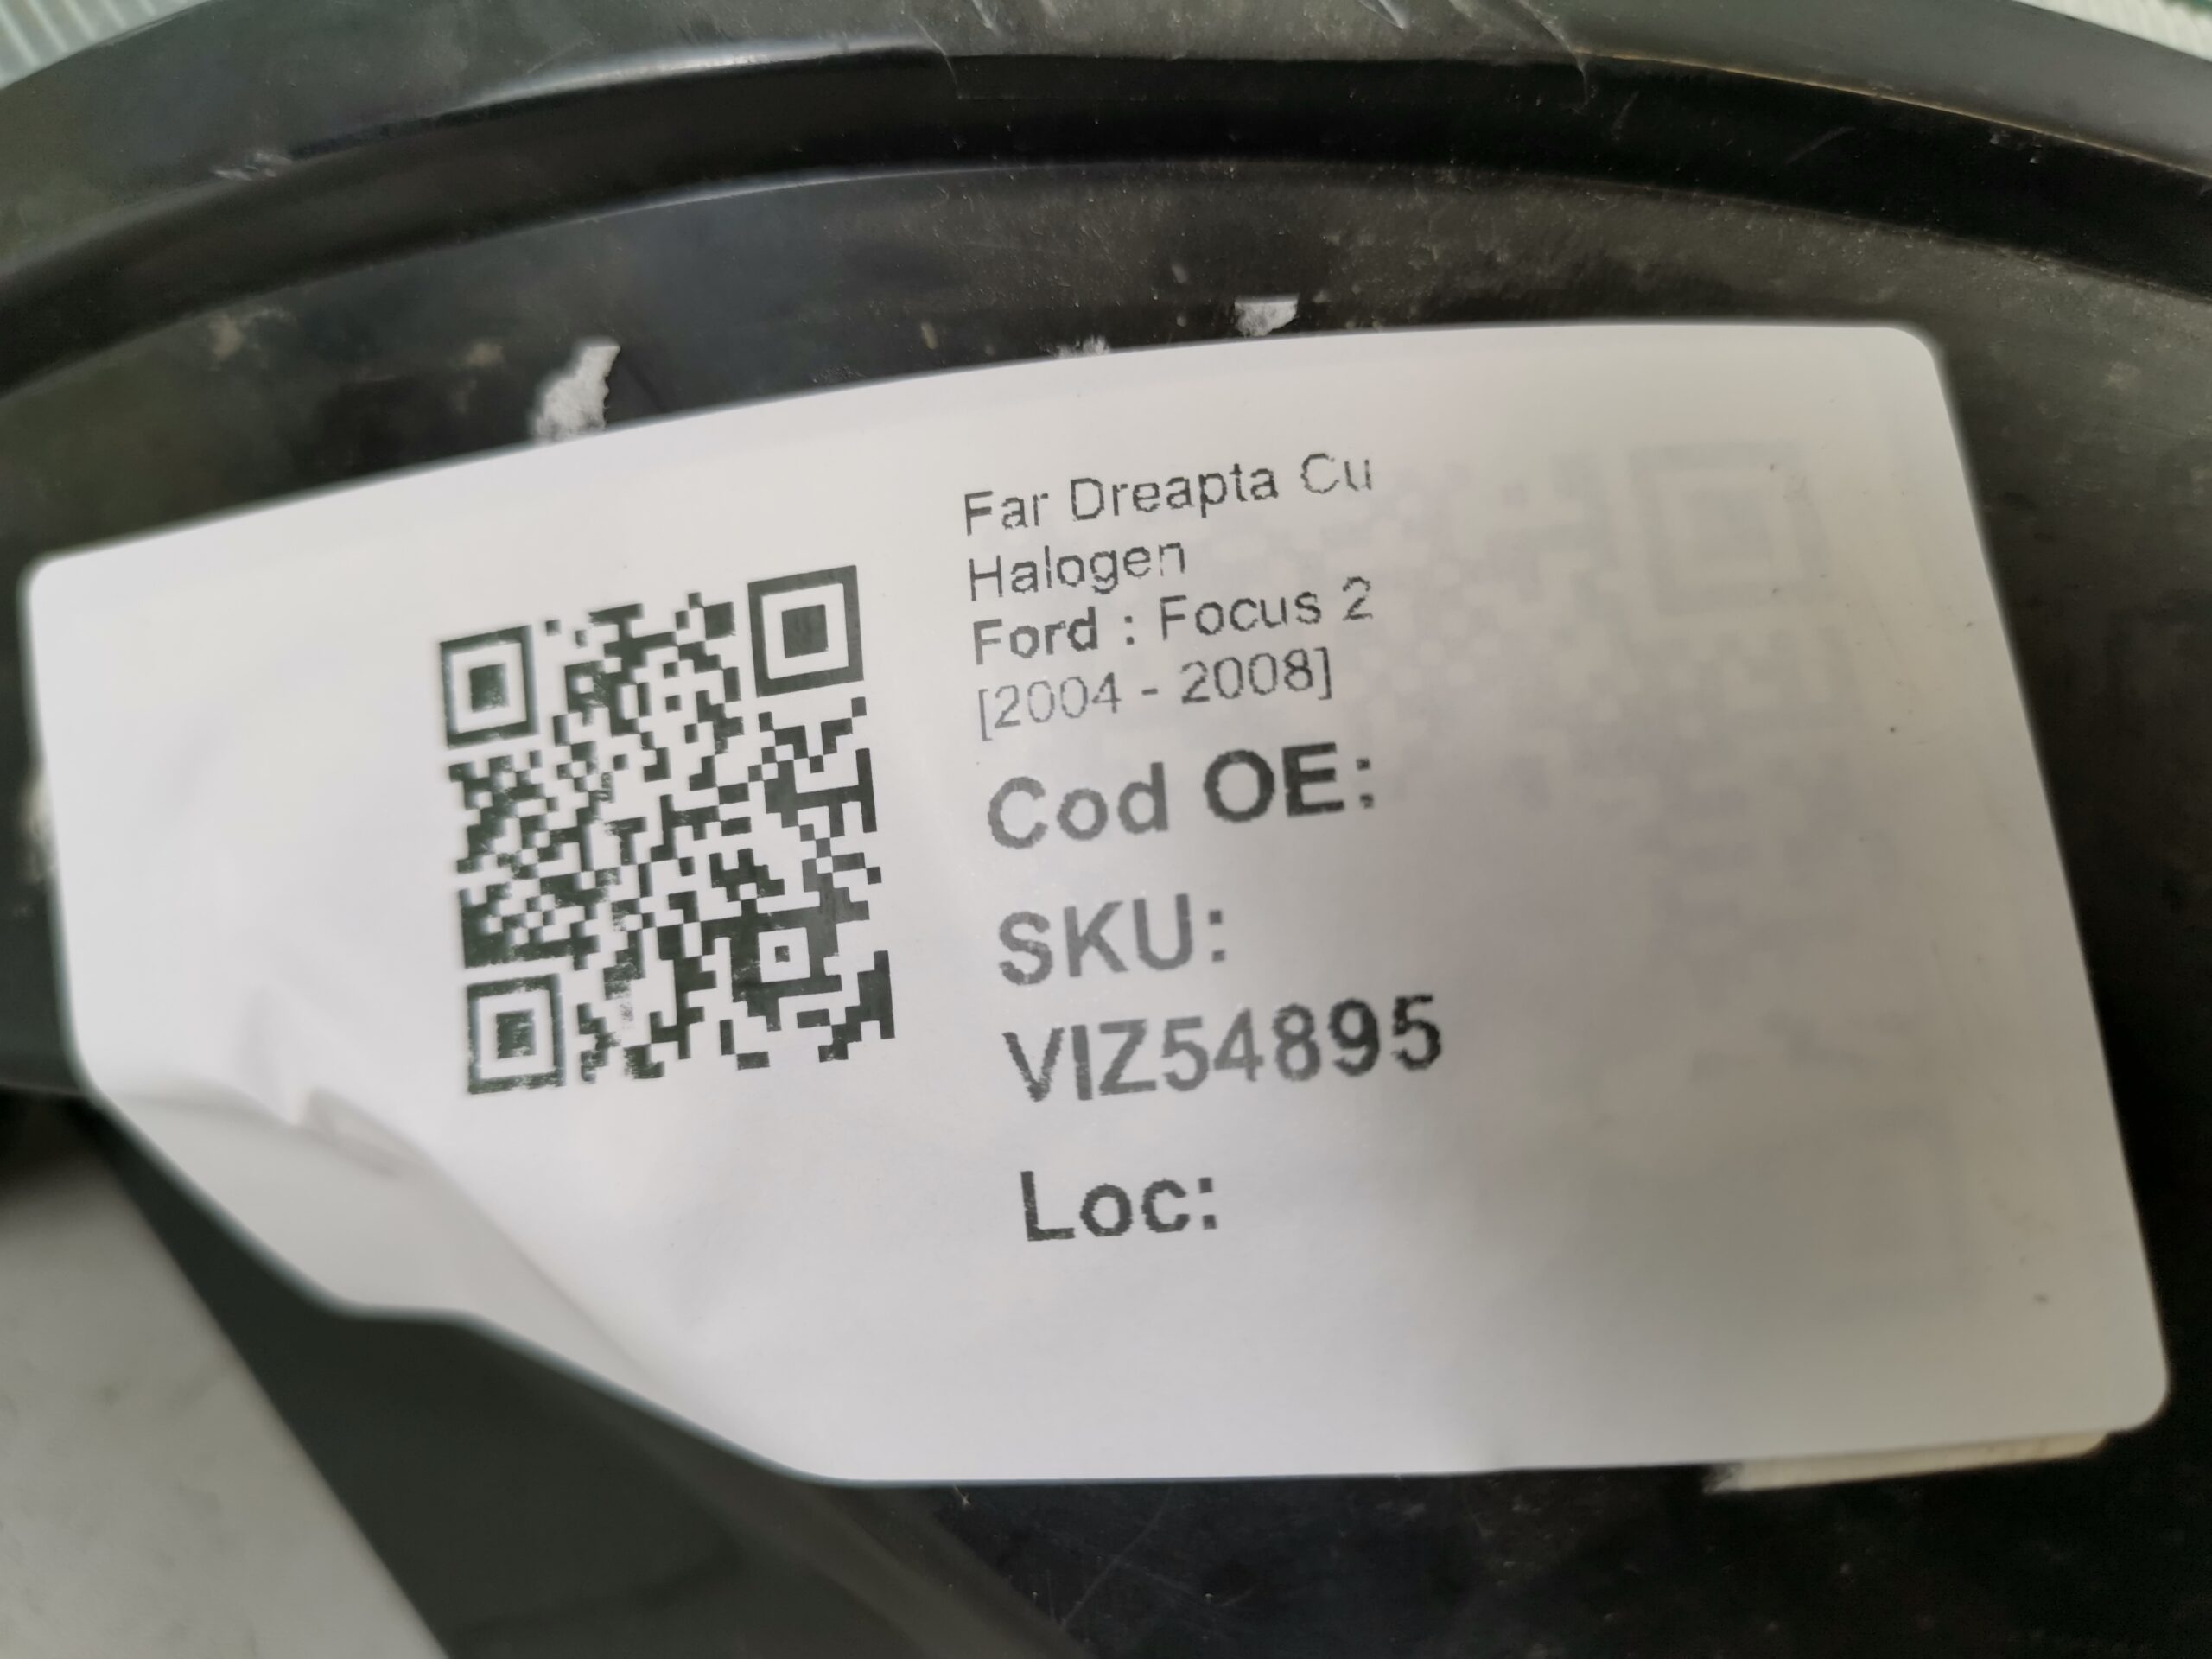 Far Dreapta Cu
Halogen
Ford : Focus 2
[2004 - 2008]
Cod OE:
SKU:
VIZ54895
Loc: